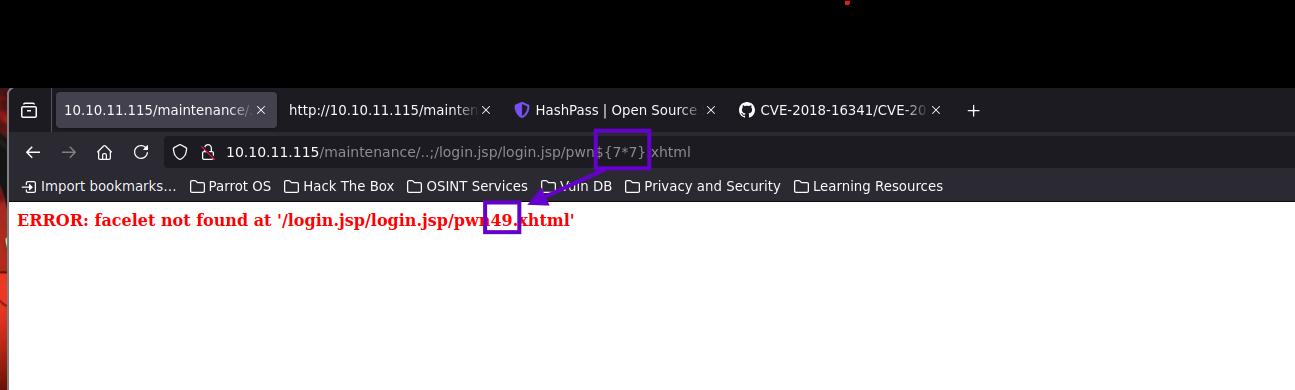 10.10.11.115/maintenance/. http://10.10.11.115/mainten HashPass | Open Source CVE-2018-16341/CVE-20
10.10.11.115/maintenance/..;/login.jsp/login.jsp/pwn${7*7}.xhtml
Import bookmarks... Parrot OS Hack The Box OSINT Services Vuln DB Privacy and Security Learning Resources
ERROR: facelet not found at '/login.jsp/login.jsp/pwn49.xhtml'